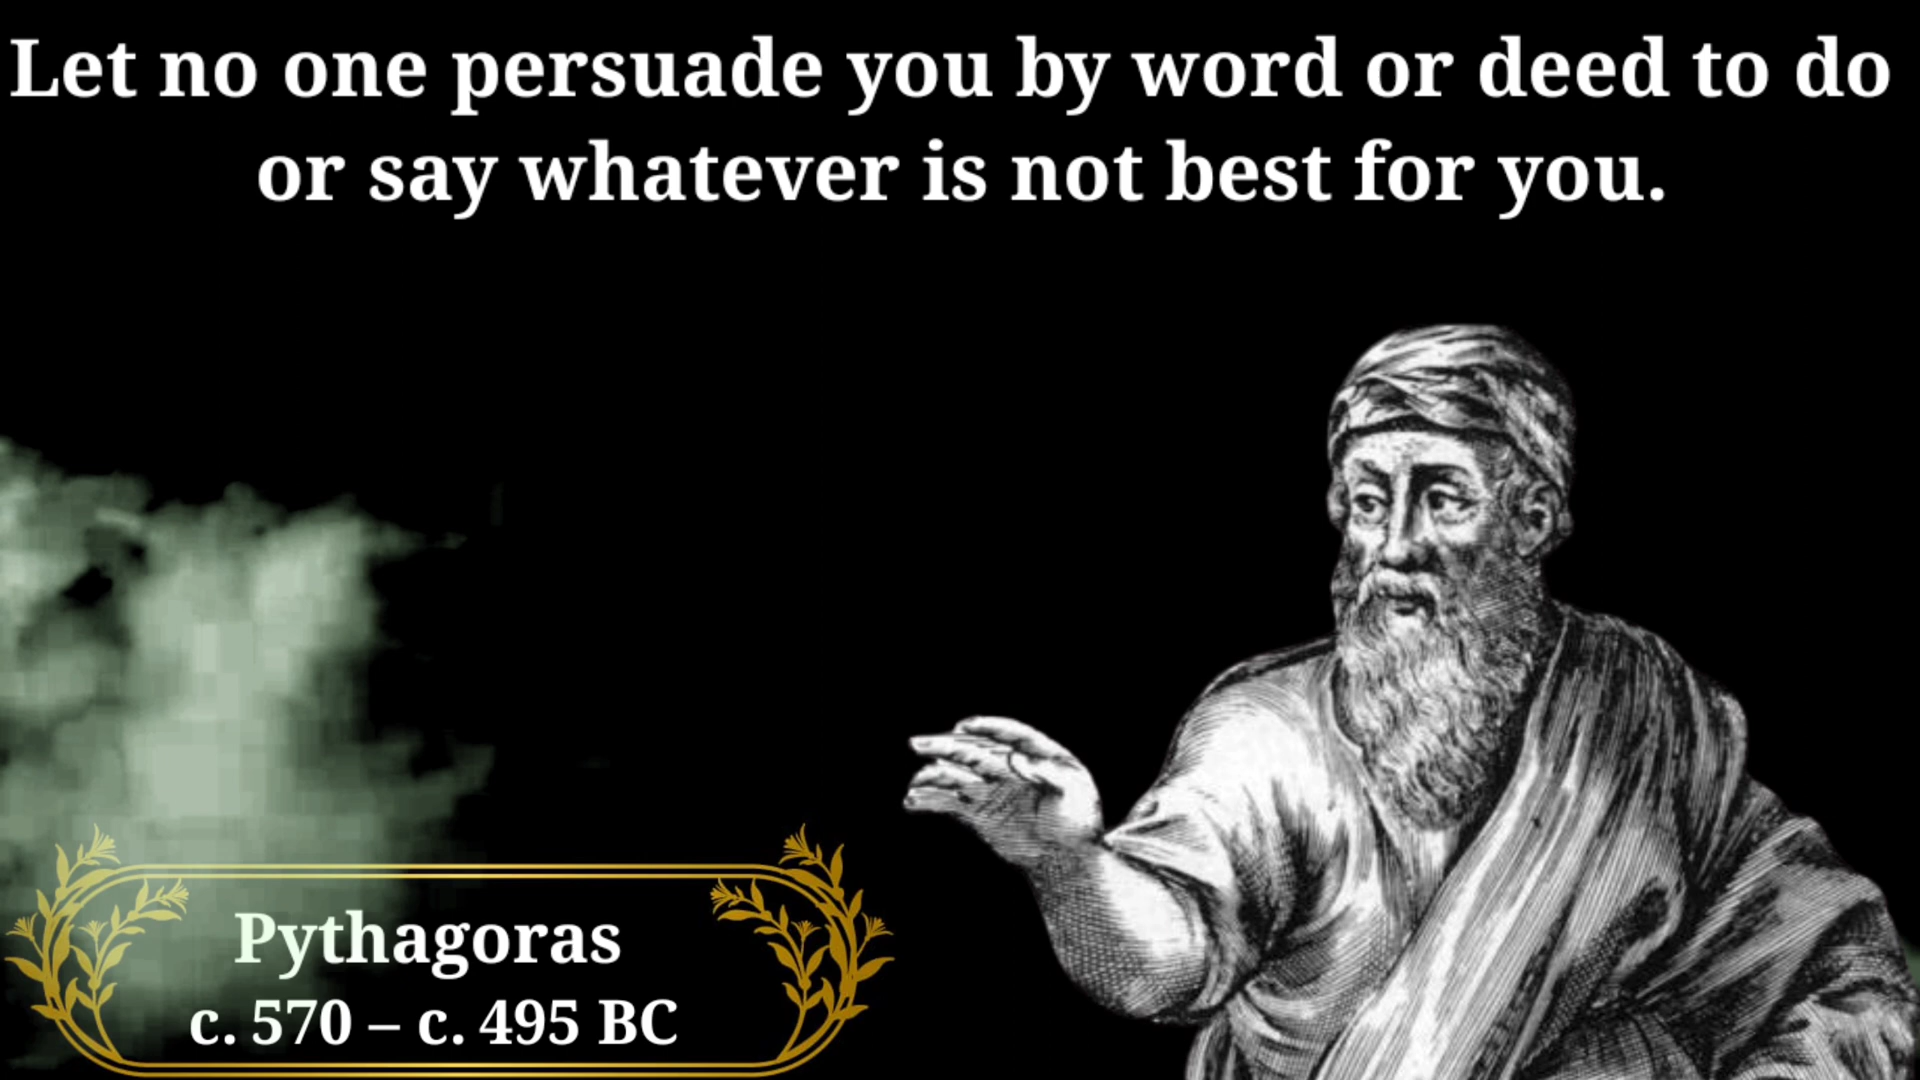 Let no one persuade you by word or deed to do
or say whatever is not best for you.
Pythagoras
c. 570 – c. 495 BC